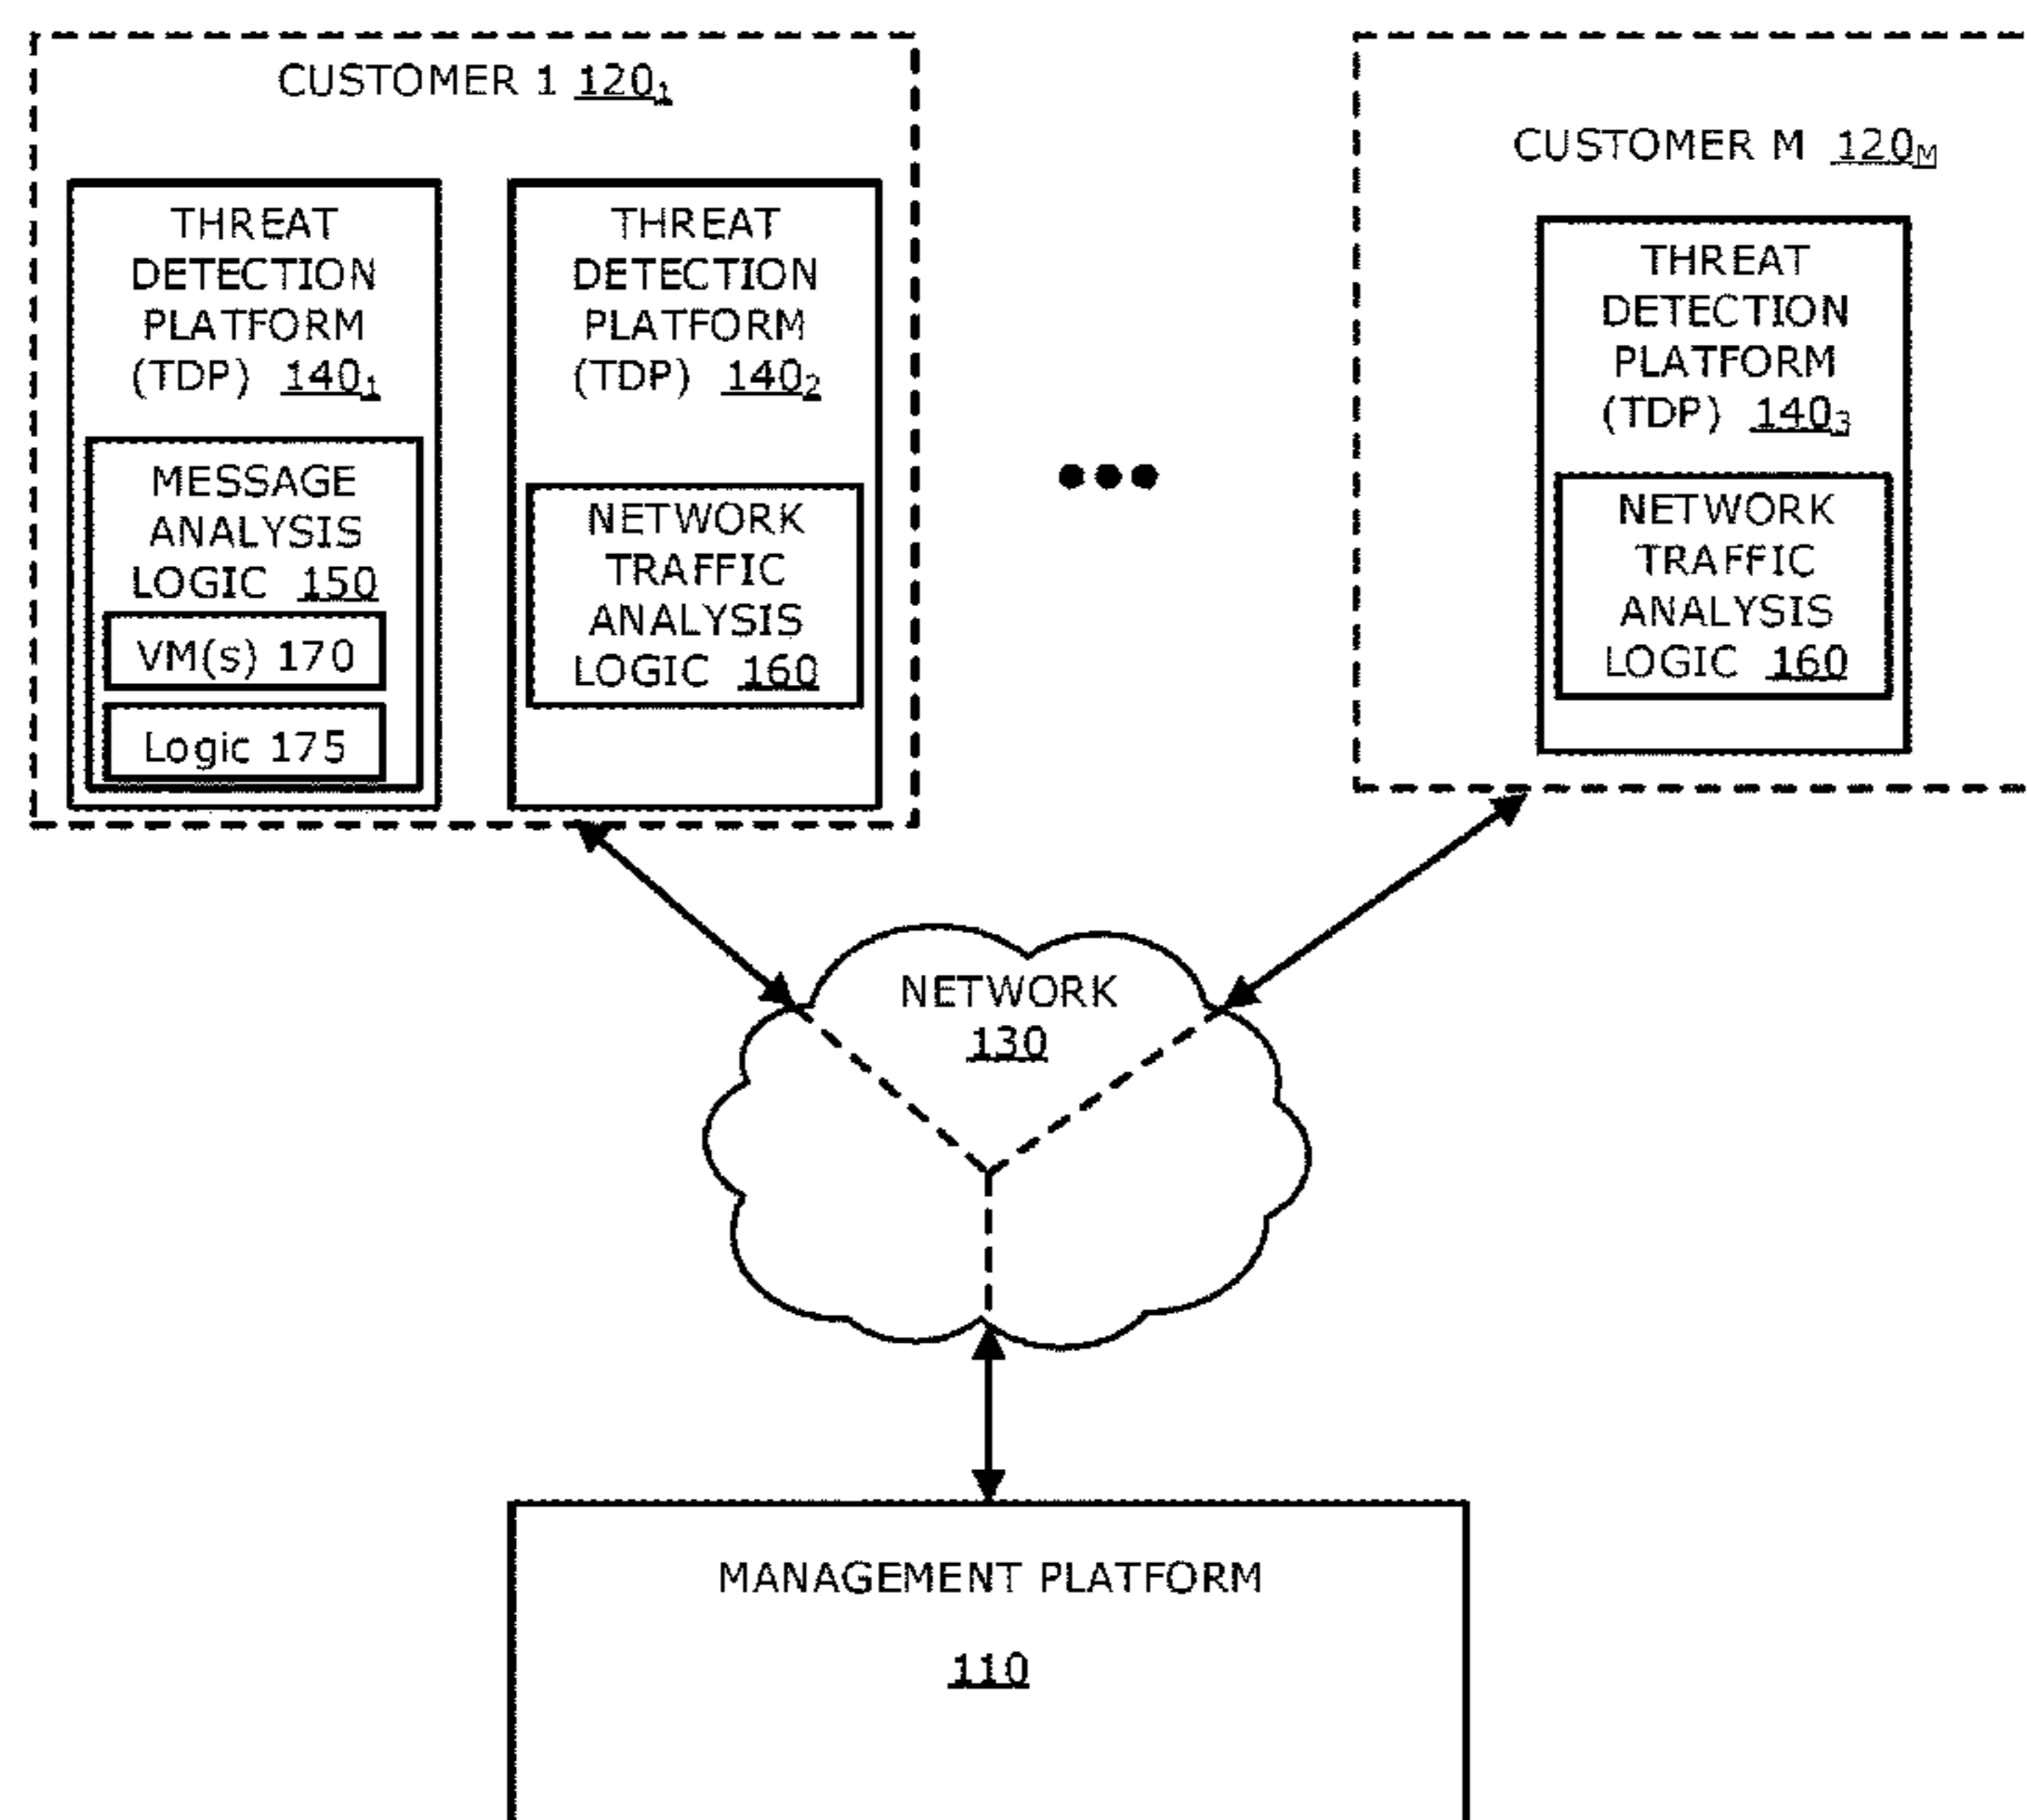 CUSTOMER 1 120₁
THREAT
DETECTION
PLATFORM
(TDP) 140₁
MESSAGE
ANALYSIS
LOGIC 150
VM(s) 170
Logic 175
THREAT
DETECTION
PLATFORM
(TDP) 140₂
NETWORK
TRAFFIC
ANALYSIS
LOGIC 160
CUSTOMER M 120M
THREAT
DETECTION
PLATFORM
(TDP) 140₃
NETWORK
TRAFFIC
ANALYSIS
LOGIC 160
NETWORK
130
MANAGEMENT PLATFORM
110